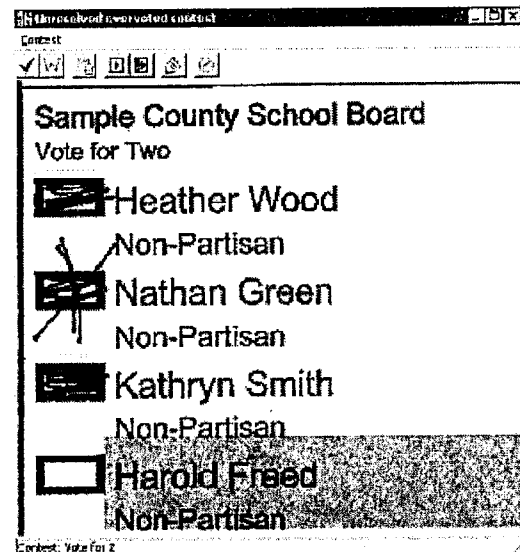 Unresolved overvoted contest
Contest
Sample County School Board
Vote for Two
Heather Wood
Non-Partisan
Nathan Green
Non-Partisan
Kathryn Smith
Non-Partisan
Harold Freed
Non-Partisan
Contest: Vote for 2